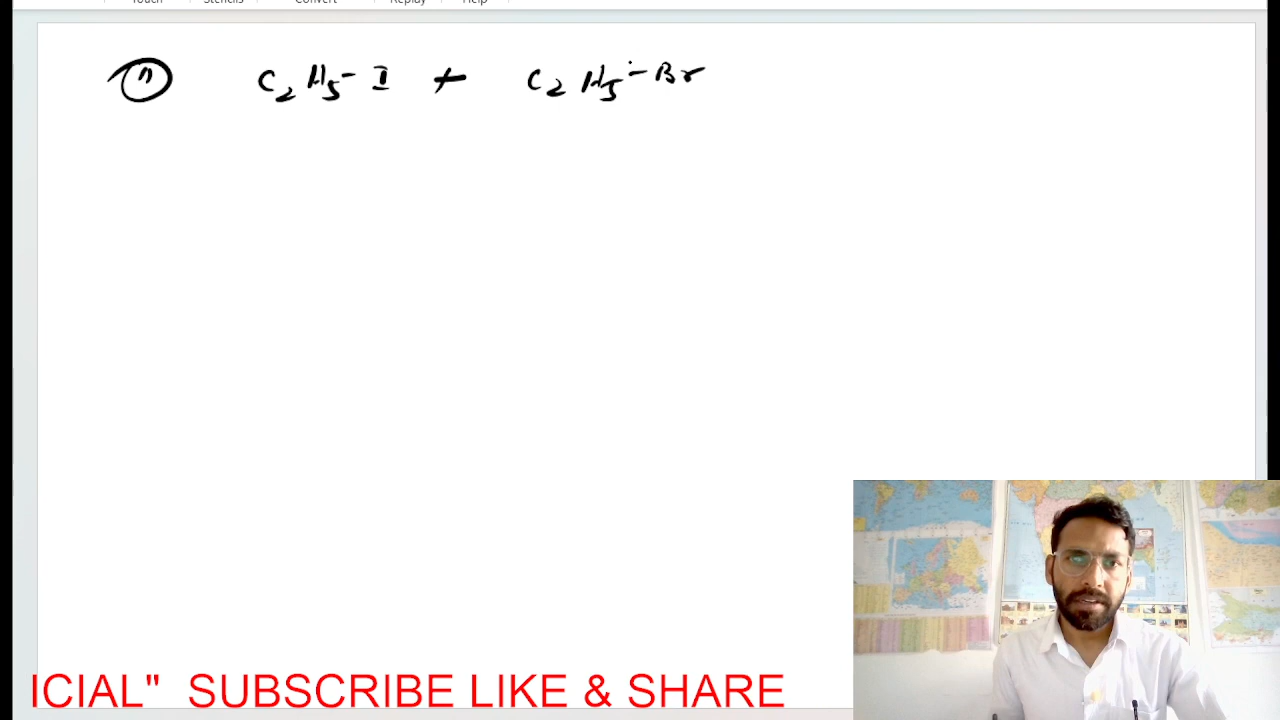 Touch Stencils Convert Replay Help
① C₂H₅-I + C₂H₅-Br
ICIAL" SUBSCRIBE LIKE & SHARE